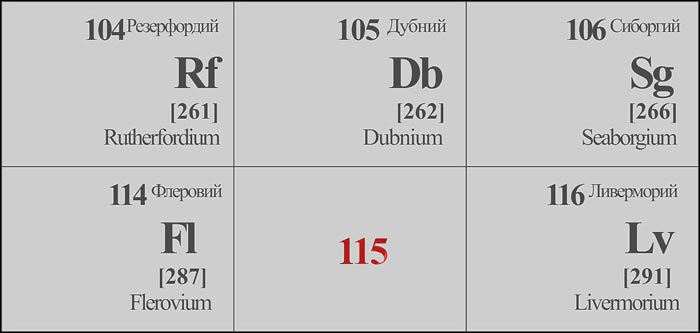 104 Резерфордий
Rf
[261]
Rutherfordium
105 Дубний
Db
[262]
Dubnium
106 Сиборгий
Sg
[266]
Seaborgium
114 Флеровий
Fl
[287]
Flerovium
115
116 Ливерморий
Lv
[291]
Livermorium